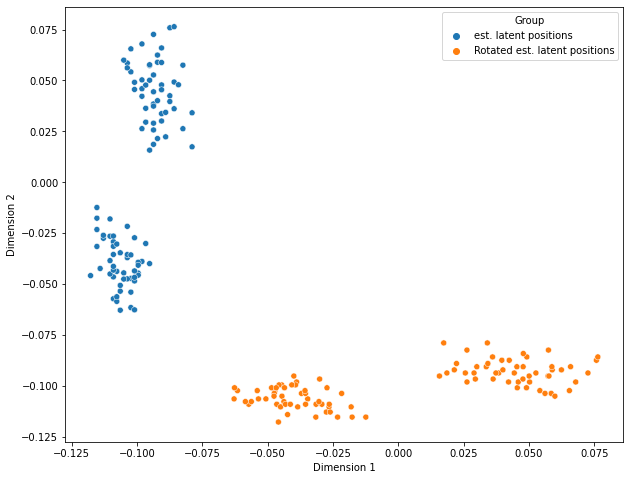 Group
est. latent positions
Rotated est. latent positions
0.075
0.050
0.025
0.000
−0.025
−0.050
−0.075
−0.100
−0.125
Dimension 2
−0.125 −0.100 −0.075 −0.050 −0.025 0.000 0.025 0.050 0.075
Dimension 1